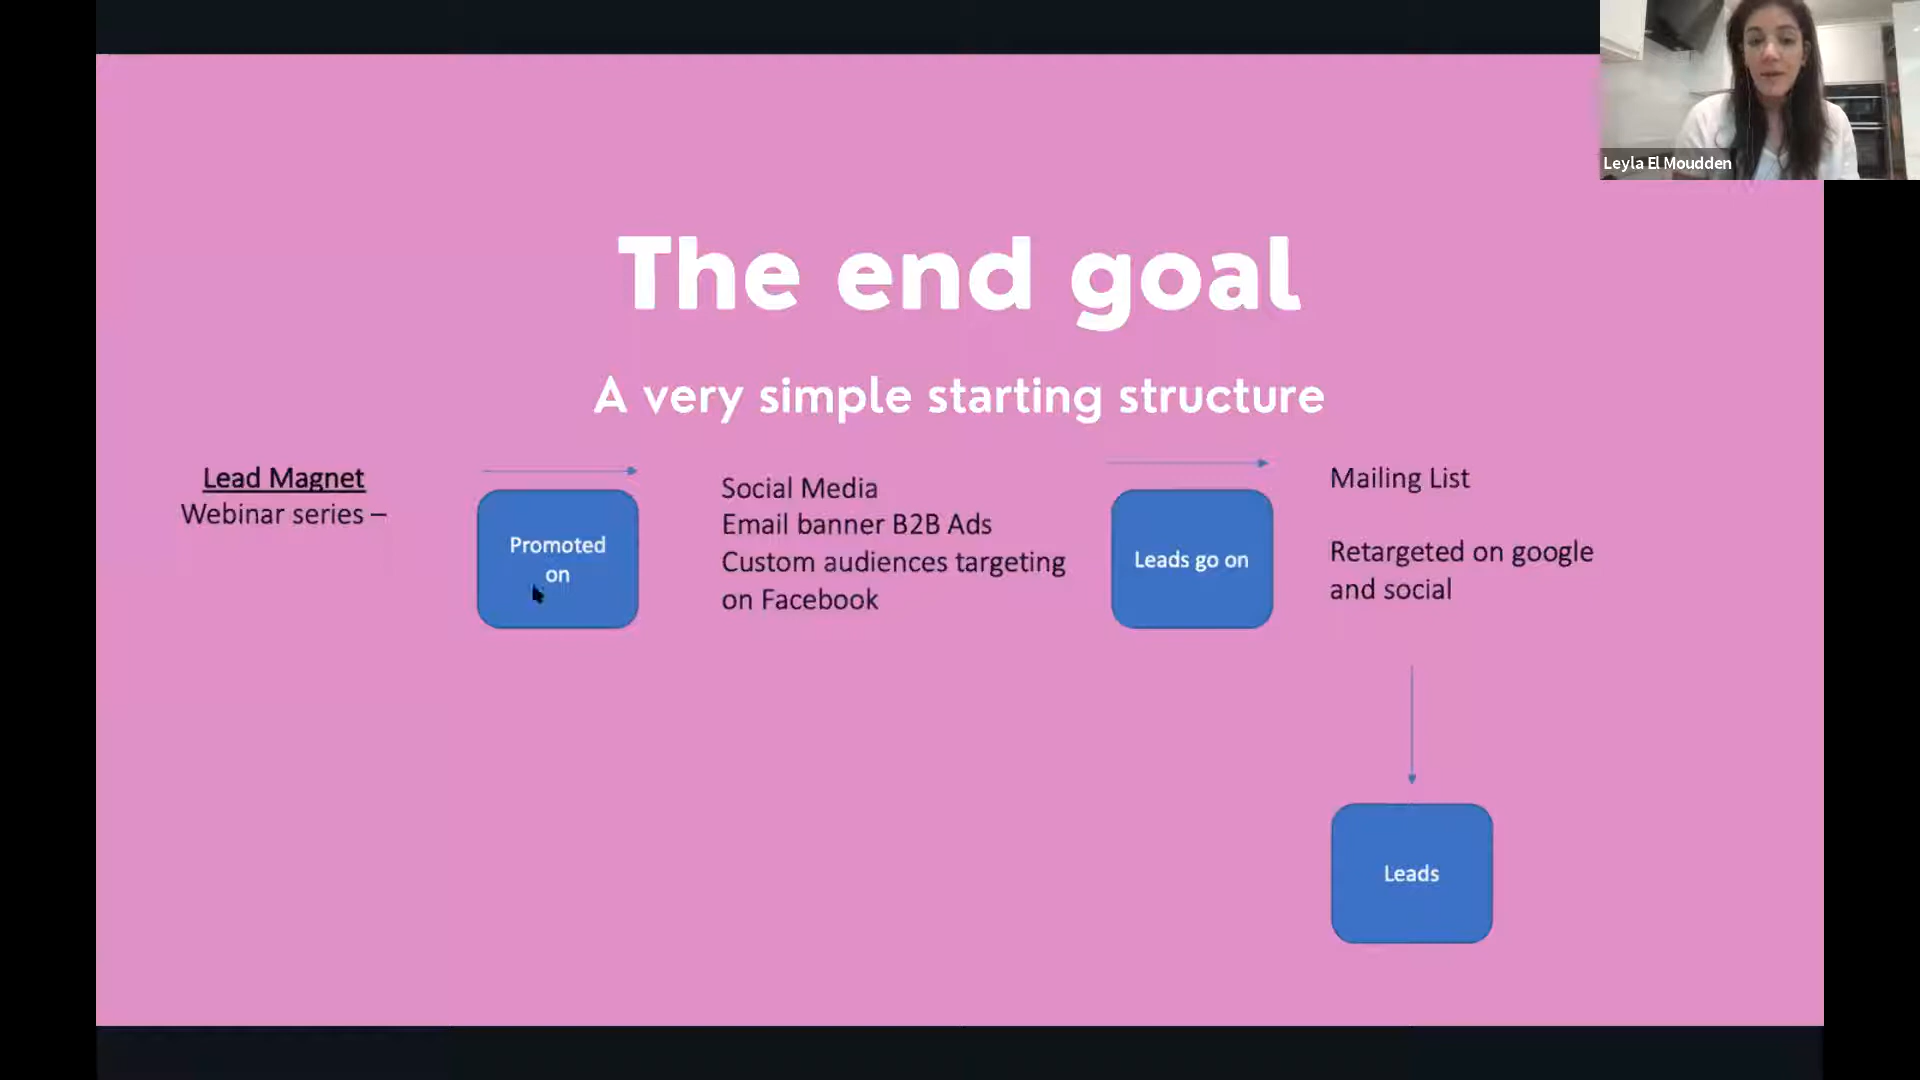 Leyla El Moudden
The end goal
A very simple starting structure
Lead Magnet
Webinar series –
Promoted
on
Social Media
Email banner B2B Ads
Custom audiences targeting
on Facebook
Leads go on
Mailing List
Retargeted on google
and social
Leads